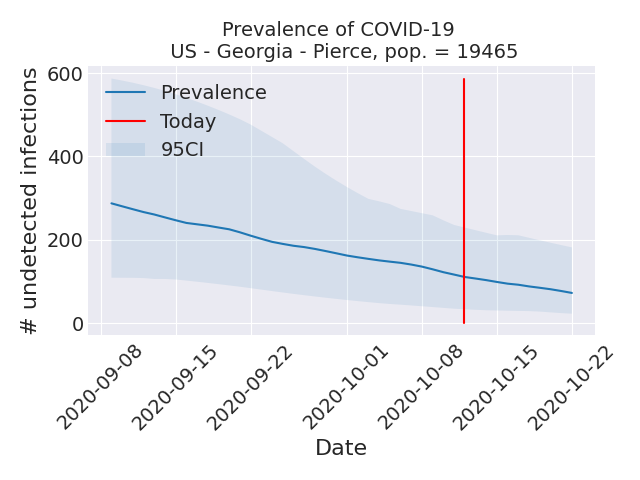 Prevalence of COVID-19
US - Georgia - Pierce, pop. = 19465
# undetected infections
600
400
200
0
Prevalence
Today
95CI
2020-09-08
2020-09-15
2020-09-22
2020-10-01
2020-10-08
2020-10-15
2020-10-22
Date